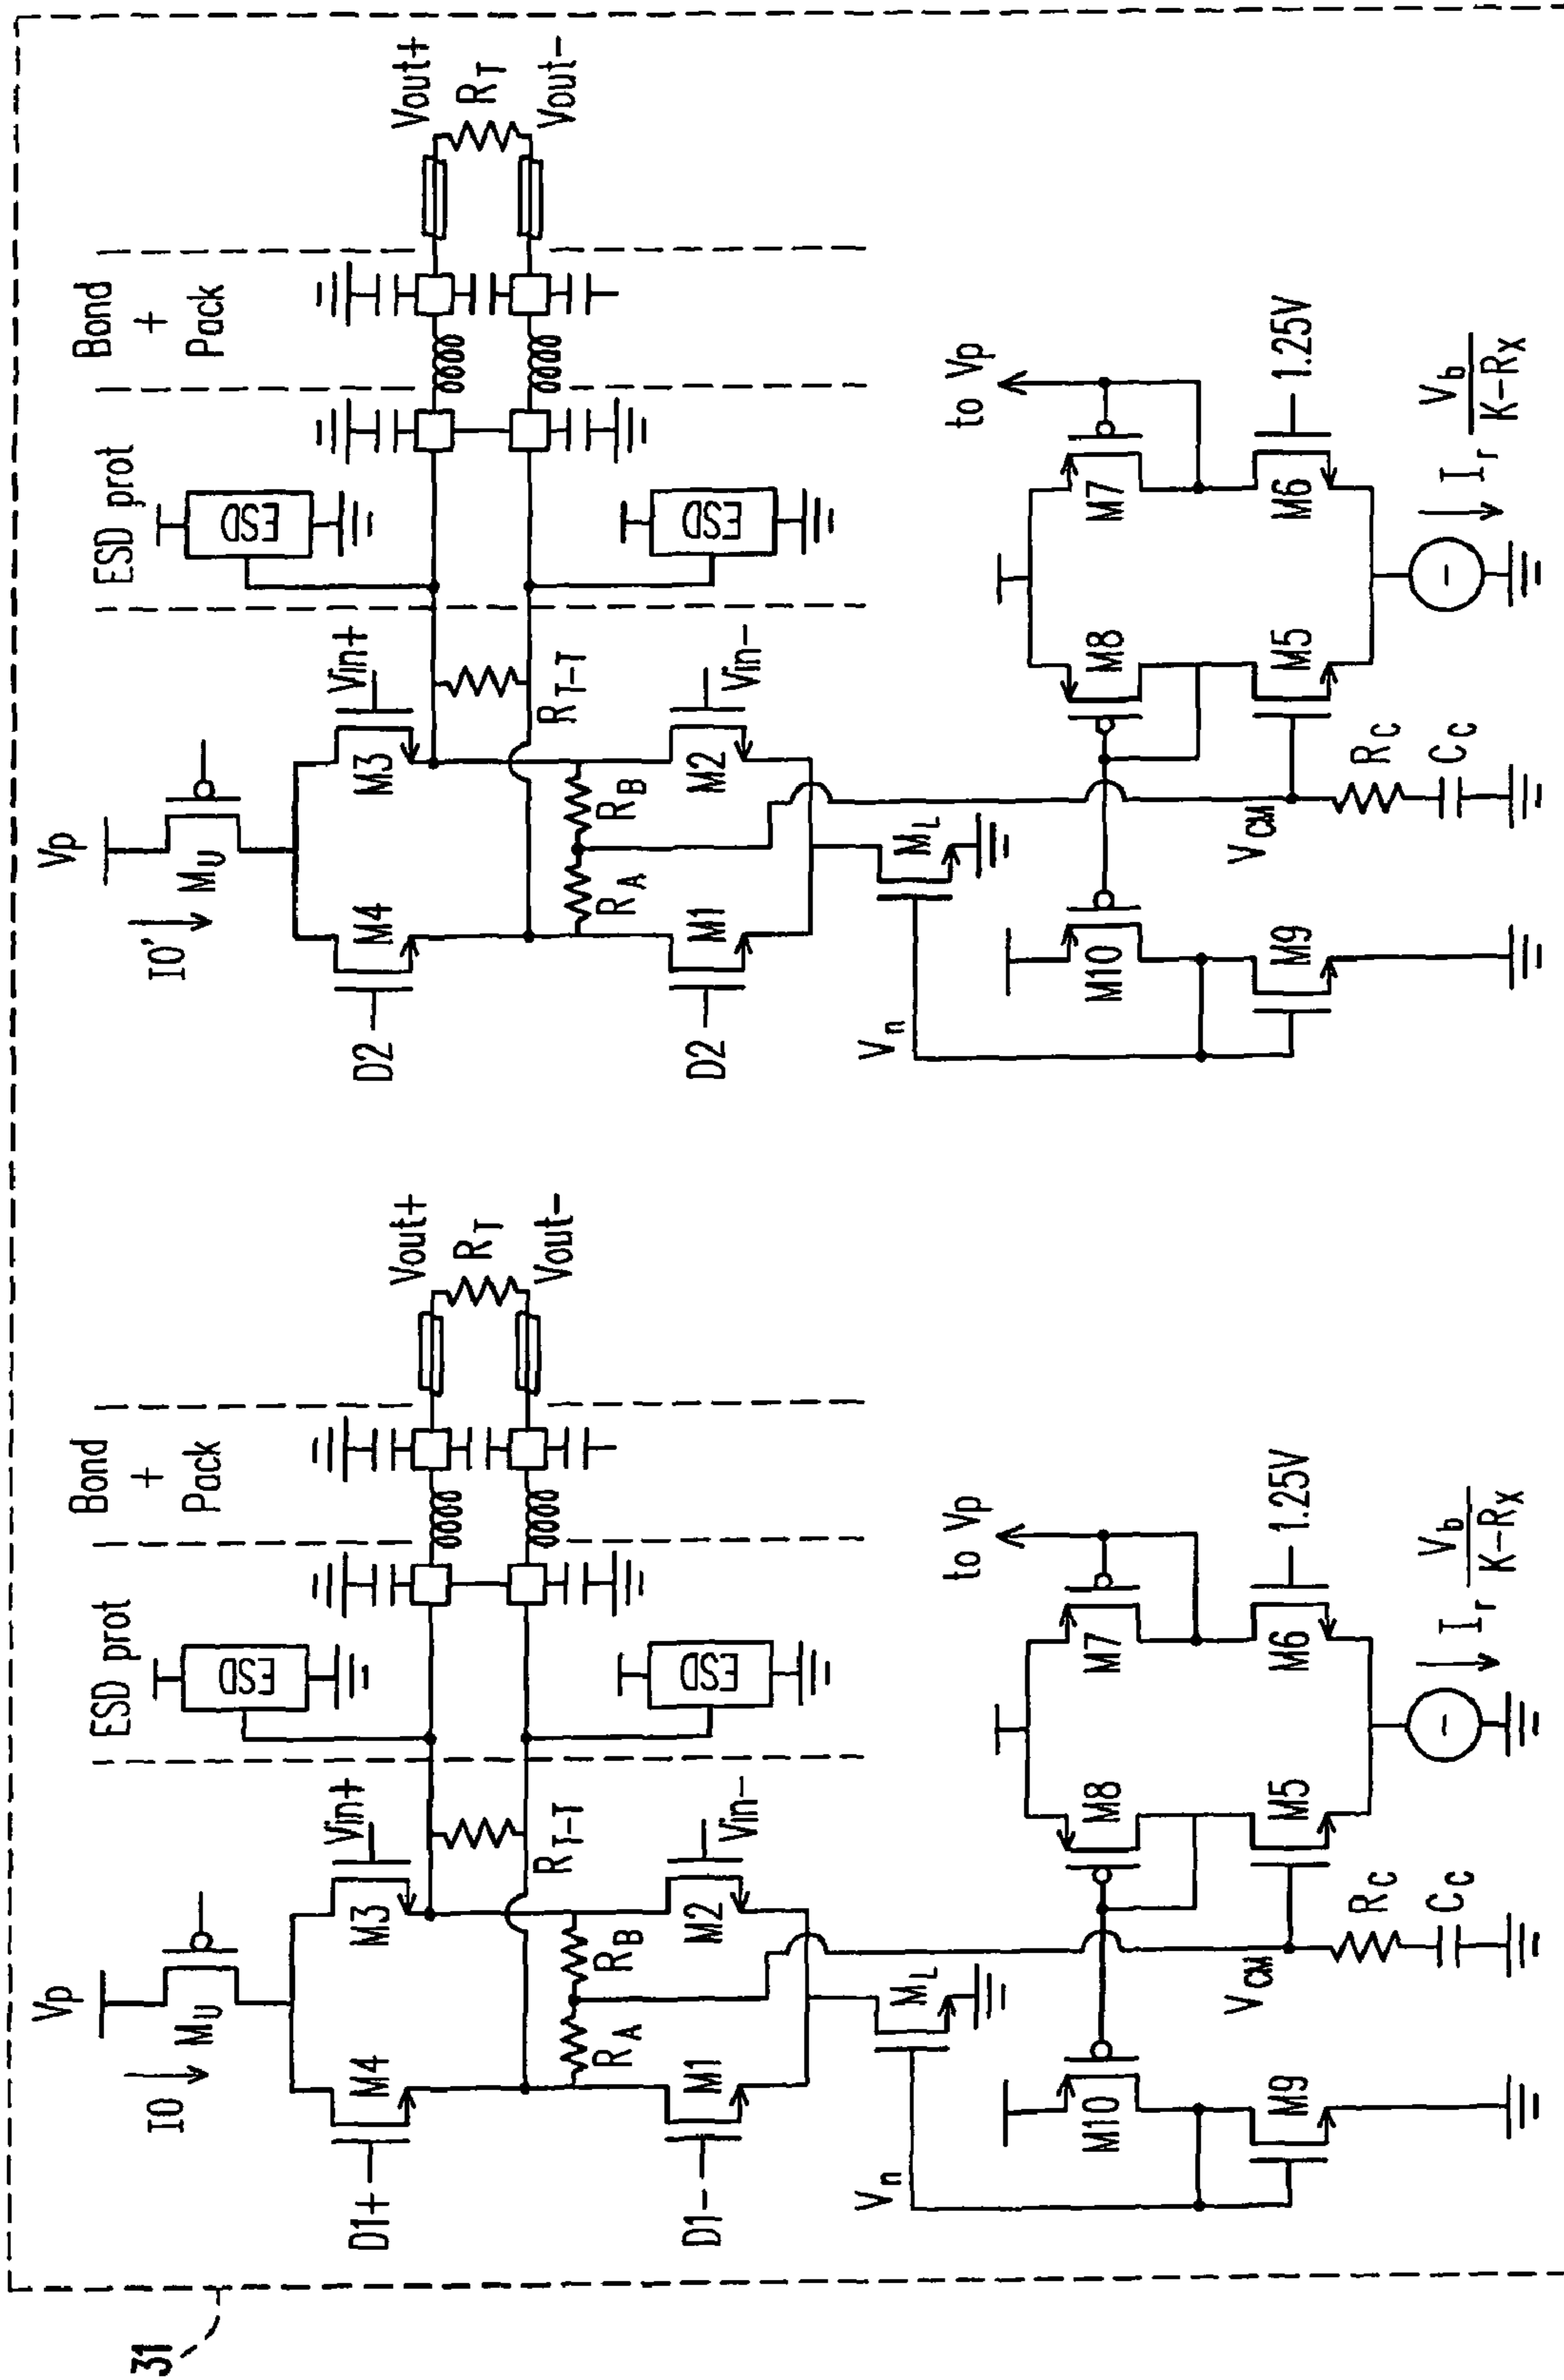 31
Vp
IO
MU
M4
M3
D1+
Vin+
RT-T
RA
RB
M1
M2
D1-
Vin-
ML
Vn
ESD prot
ESD
ESD
Bond
+
Pack
Vout+
RT
Vout-
M10
M9
VCM
RC
CC
M8
M7
M5
M6
to Vp
1.25V
Ir
Vb
K-RX
Vp
IO'
MU
M4
M3
D2
Vin+
RT-T
RA
RB
M1
M2
D2
Vin-
ML
Vn
ESD prot
ESD
ESD
Bond
+
Pack
Vout+
RT
Vout-
M10
M9
VCM
RC
CC
M8
M7
M5
M6
to Vp
1.25V
Ir
Vb
K-RX